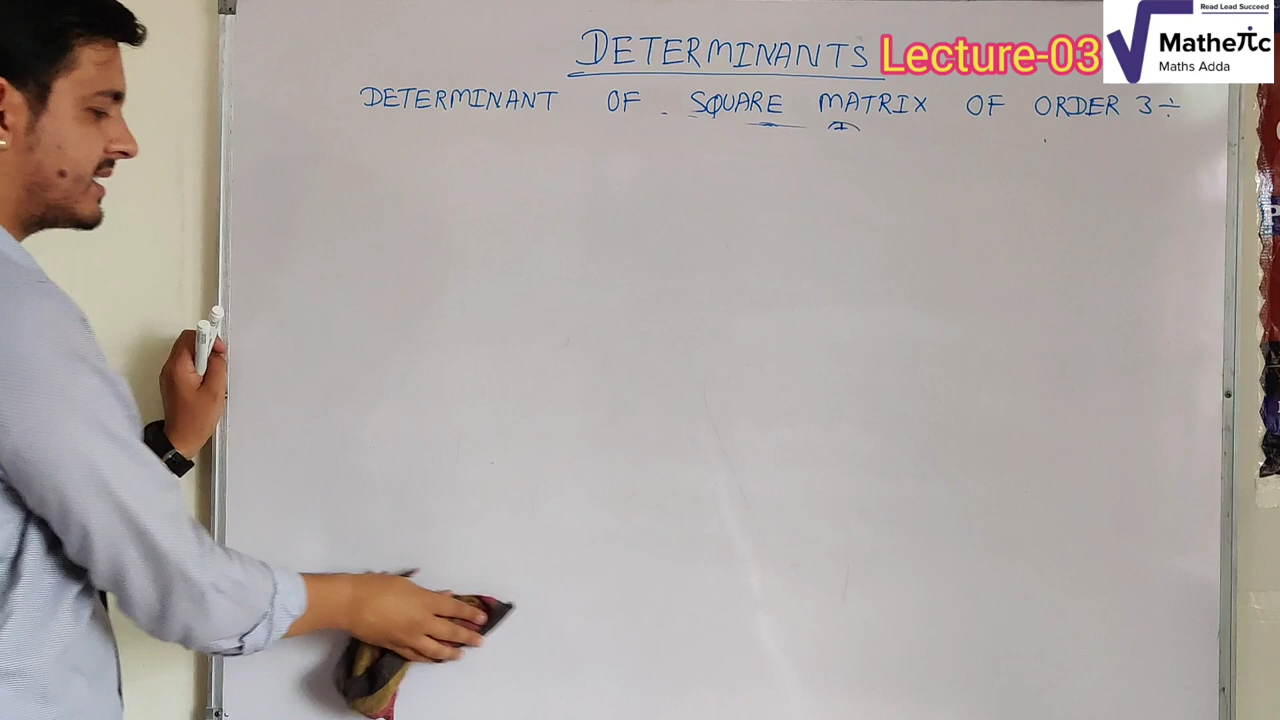 DETERMINANTS Lecture-03
Read Lead Succeed
Matheπc
Maths Adda
DETERMINANT OF SQUARE MATRIX OF ORDER 3÷